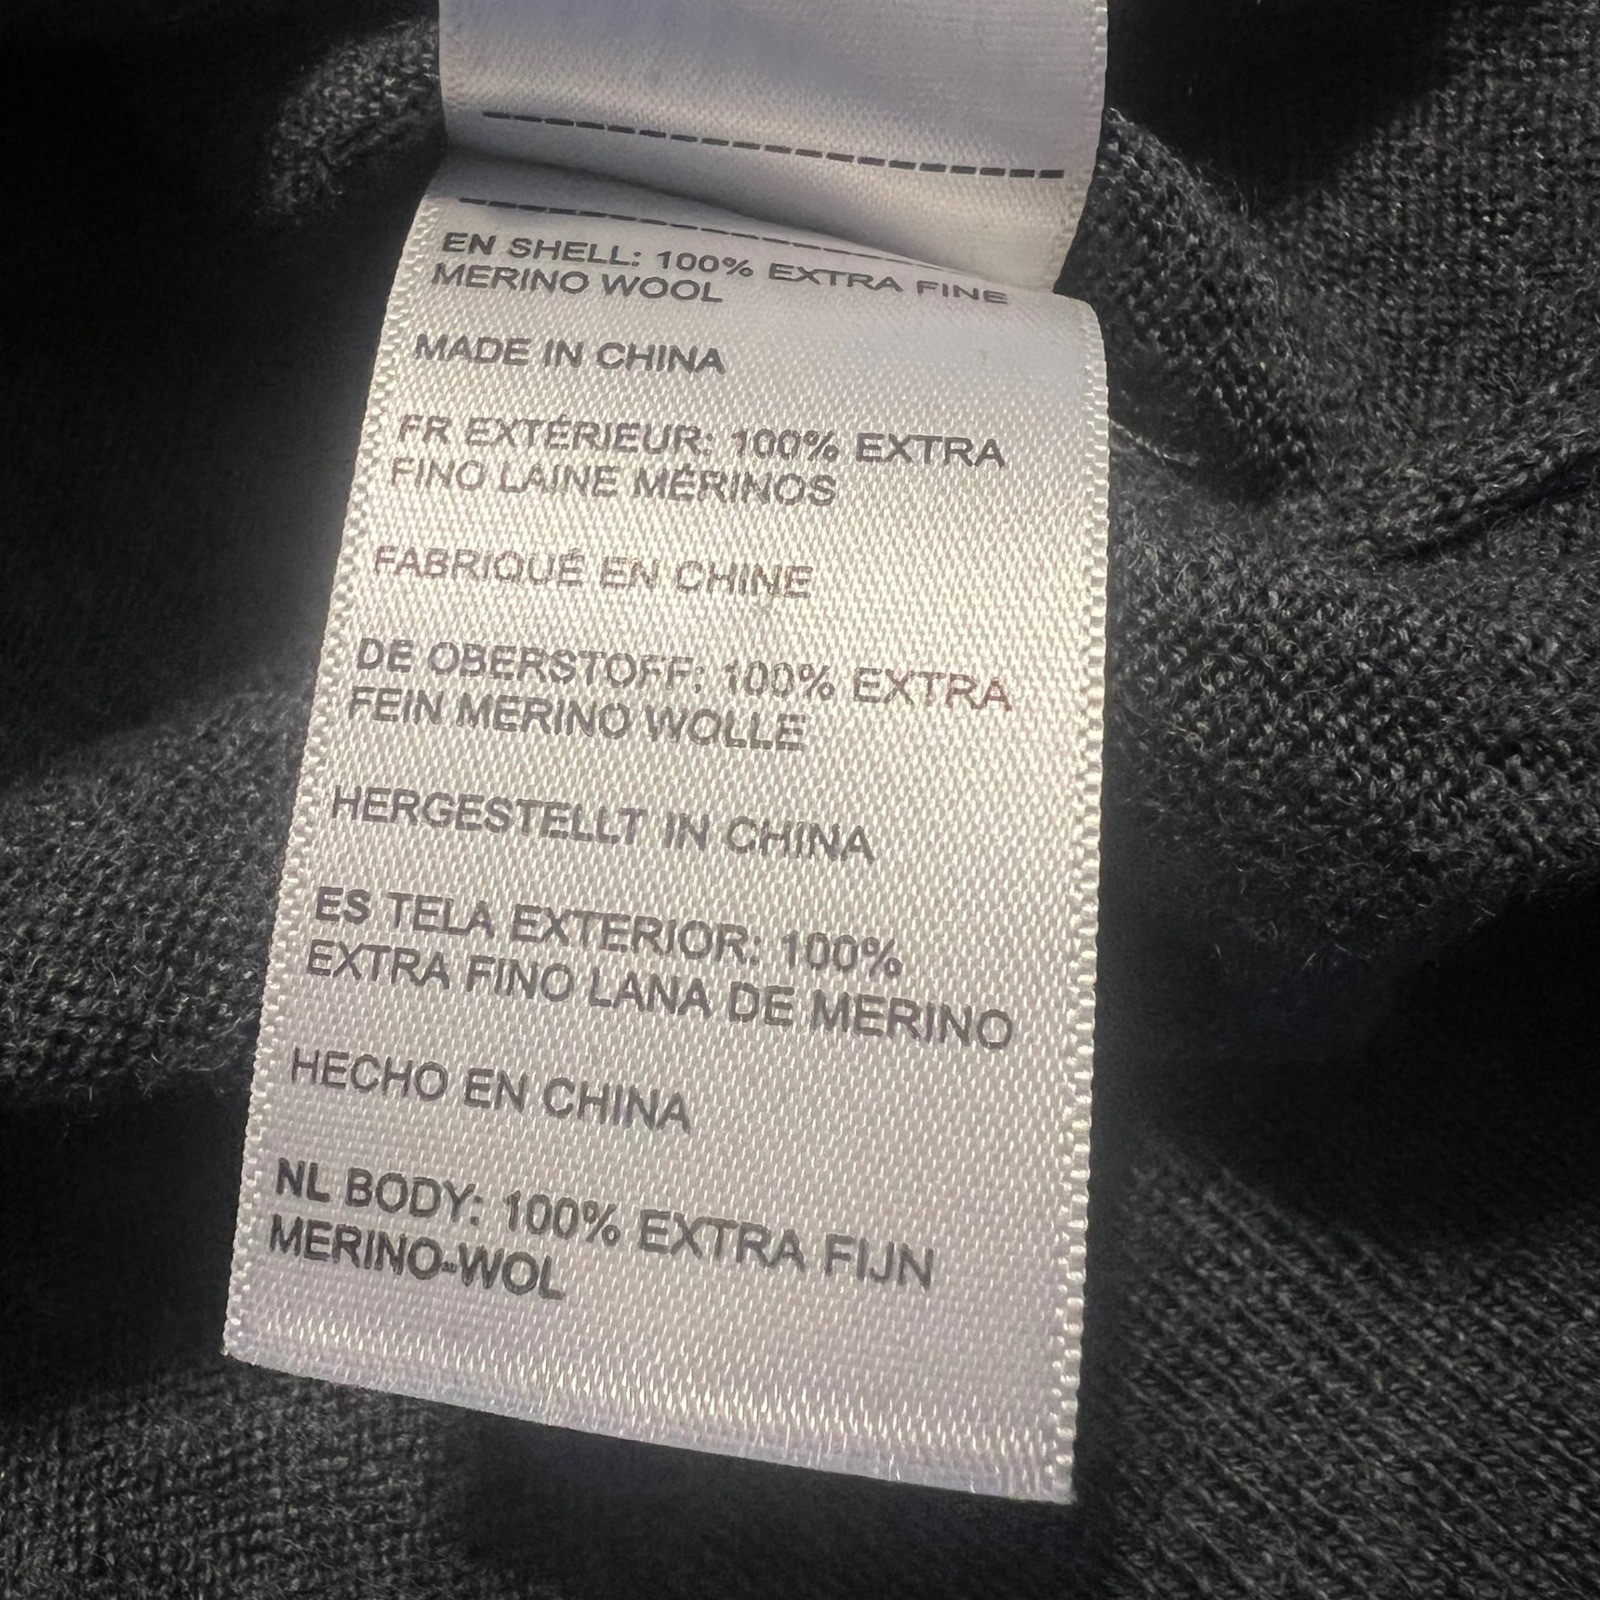 EN SHELL: 100% EXTRA FINE
MERINO WOOL
MADE IN CHINA
FR EXTÉRIEUR: 100% EXTRA
FINO LAINE MÉRINOS
FABRIQUÉ EN CHINE
DE OBERSTOFF: 100% EXTRA
FEIN MERINO WOLLE
HERGESTELLT IN CHINA
ES TELA EXTERIOR: 100%
EXTRA FINO LANA DE MERINO
HECHO EN CHINA
NL BODY: 100% EXTRA FIJN
MERINO-WOL